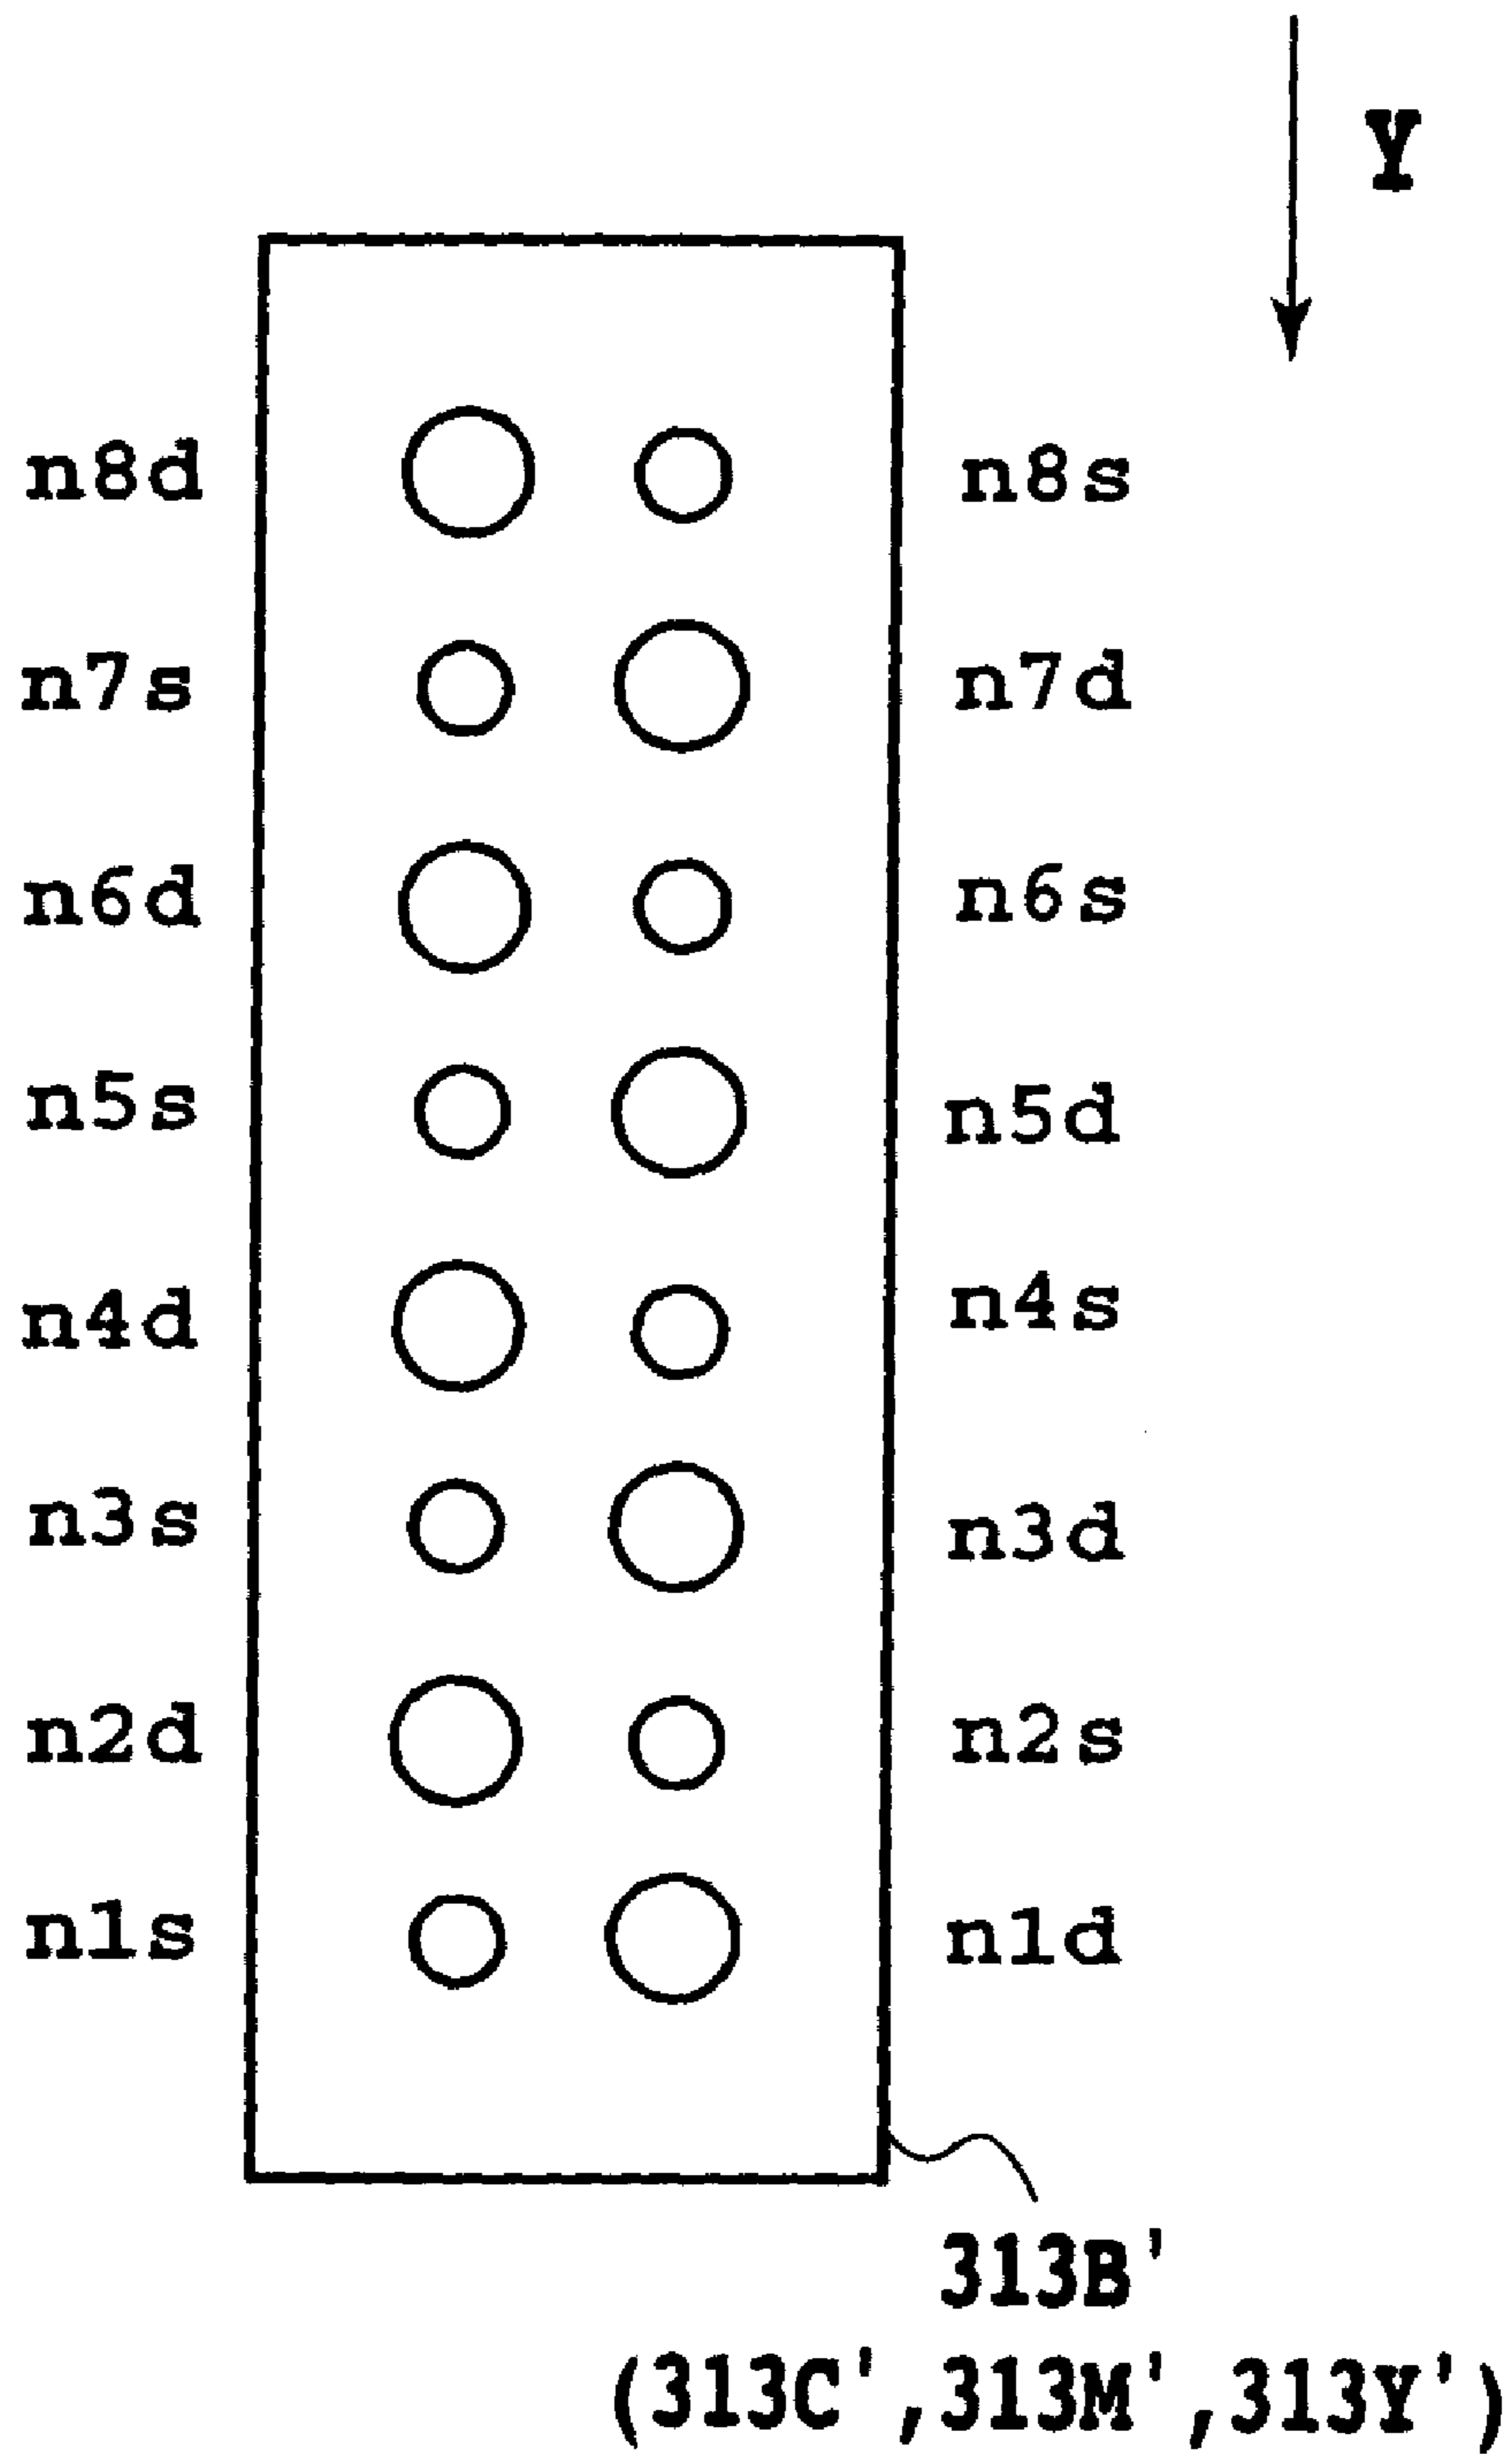 Y
n8d n8s
n7s n7d
n6d n6s
n5s n5d
n4d n4s
n3s n3d
n2d n2s
n1s n1d
313B'
(313C',313M',313Y')